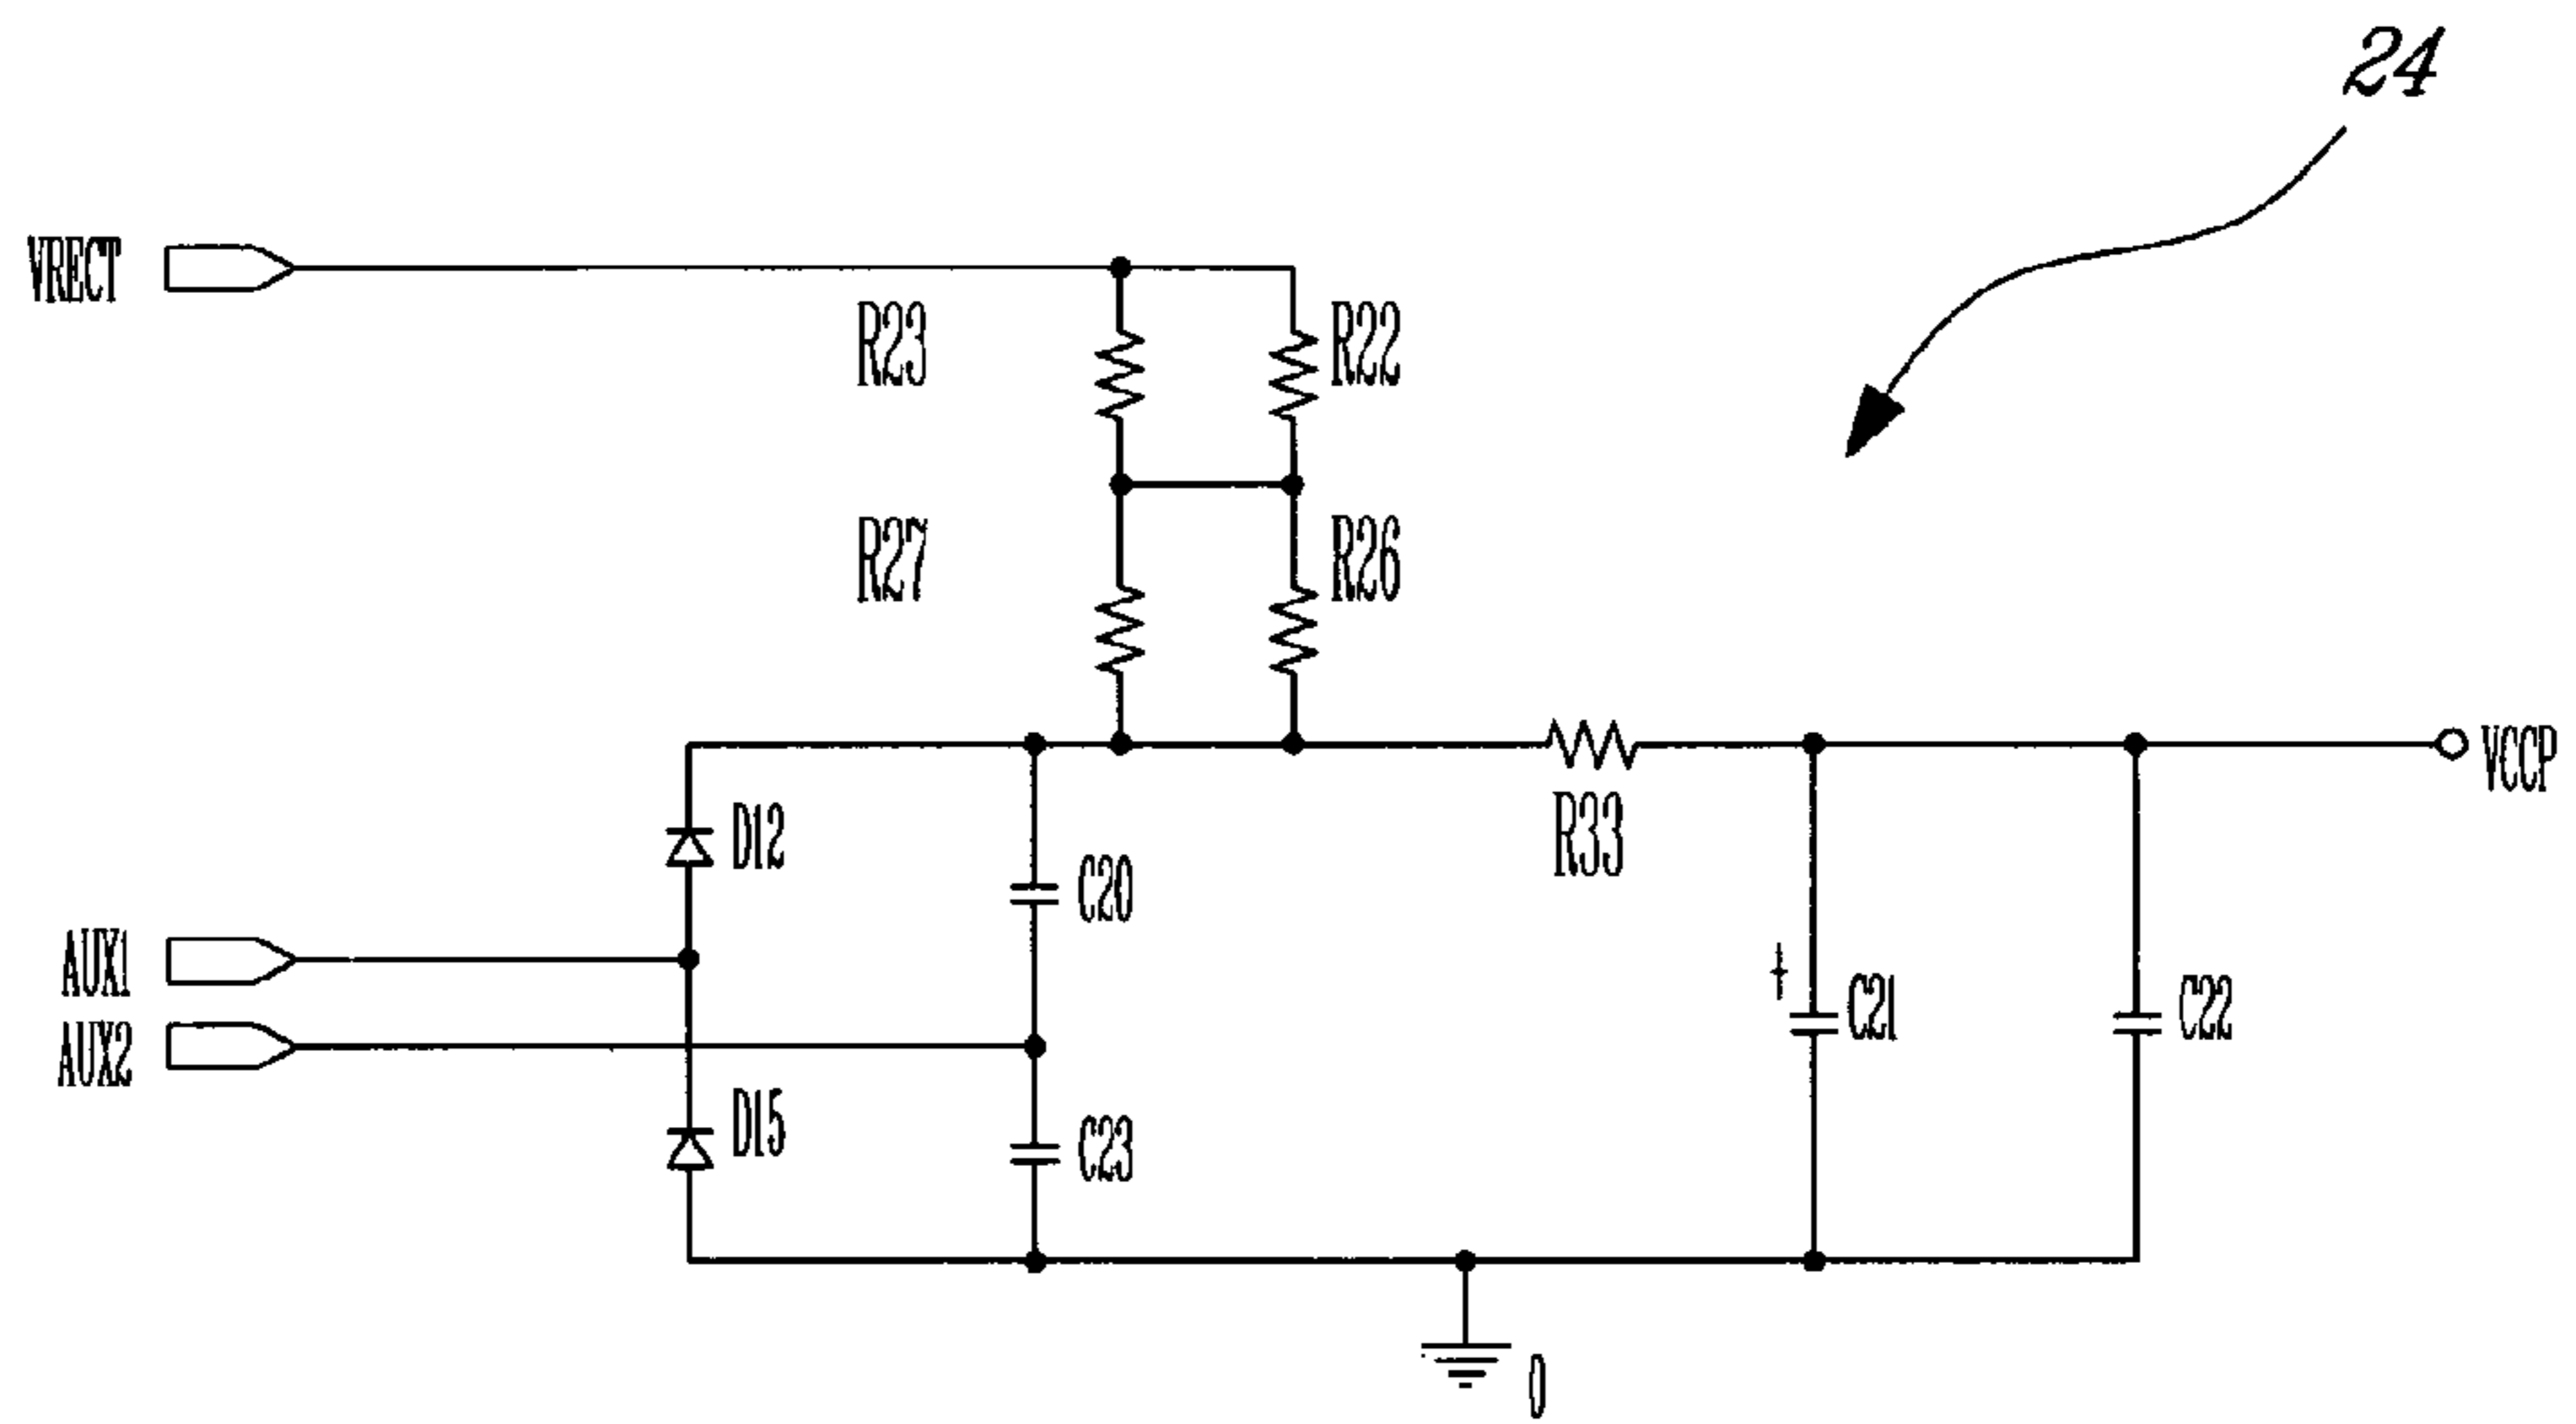 24
VRECT
R23
R22
R27
R26
VCCP
R33
D12
C20
AUX1
C21
C22
AUX2
D15
C23
+
0